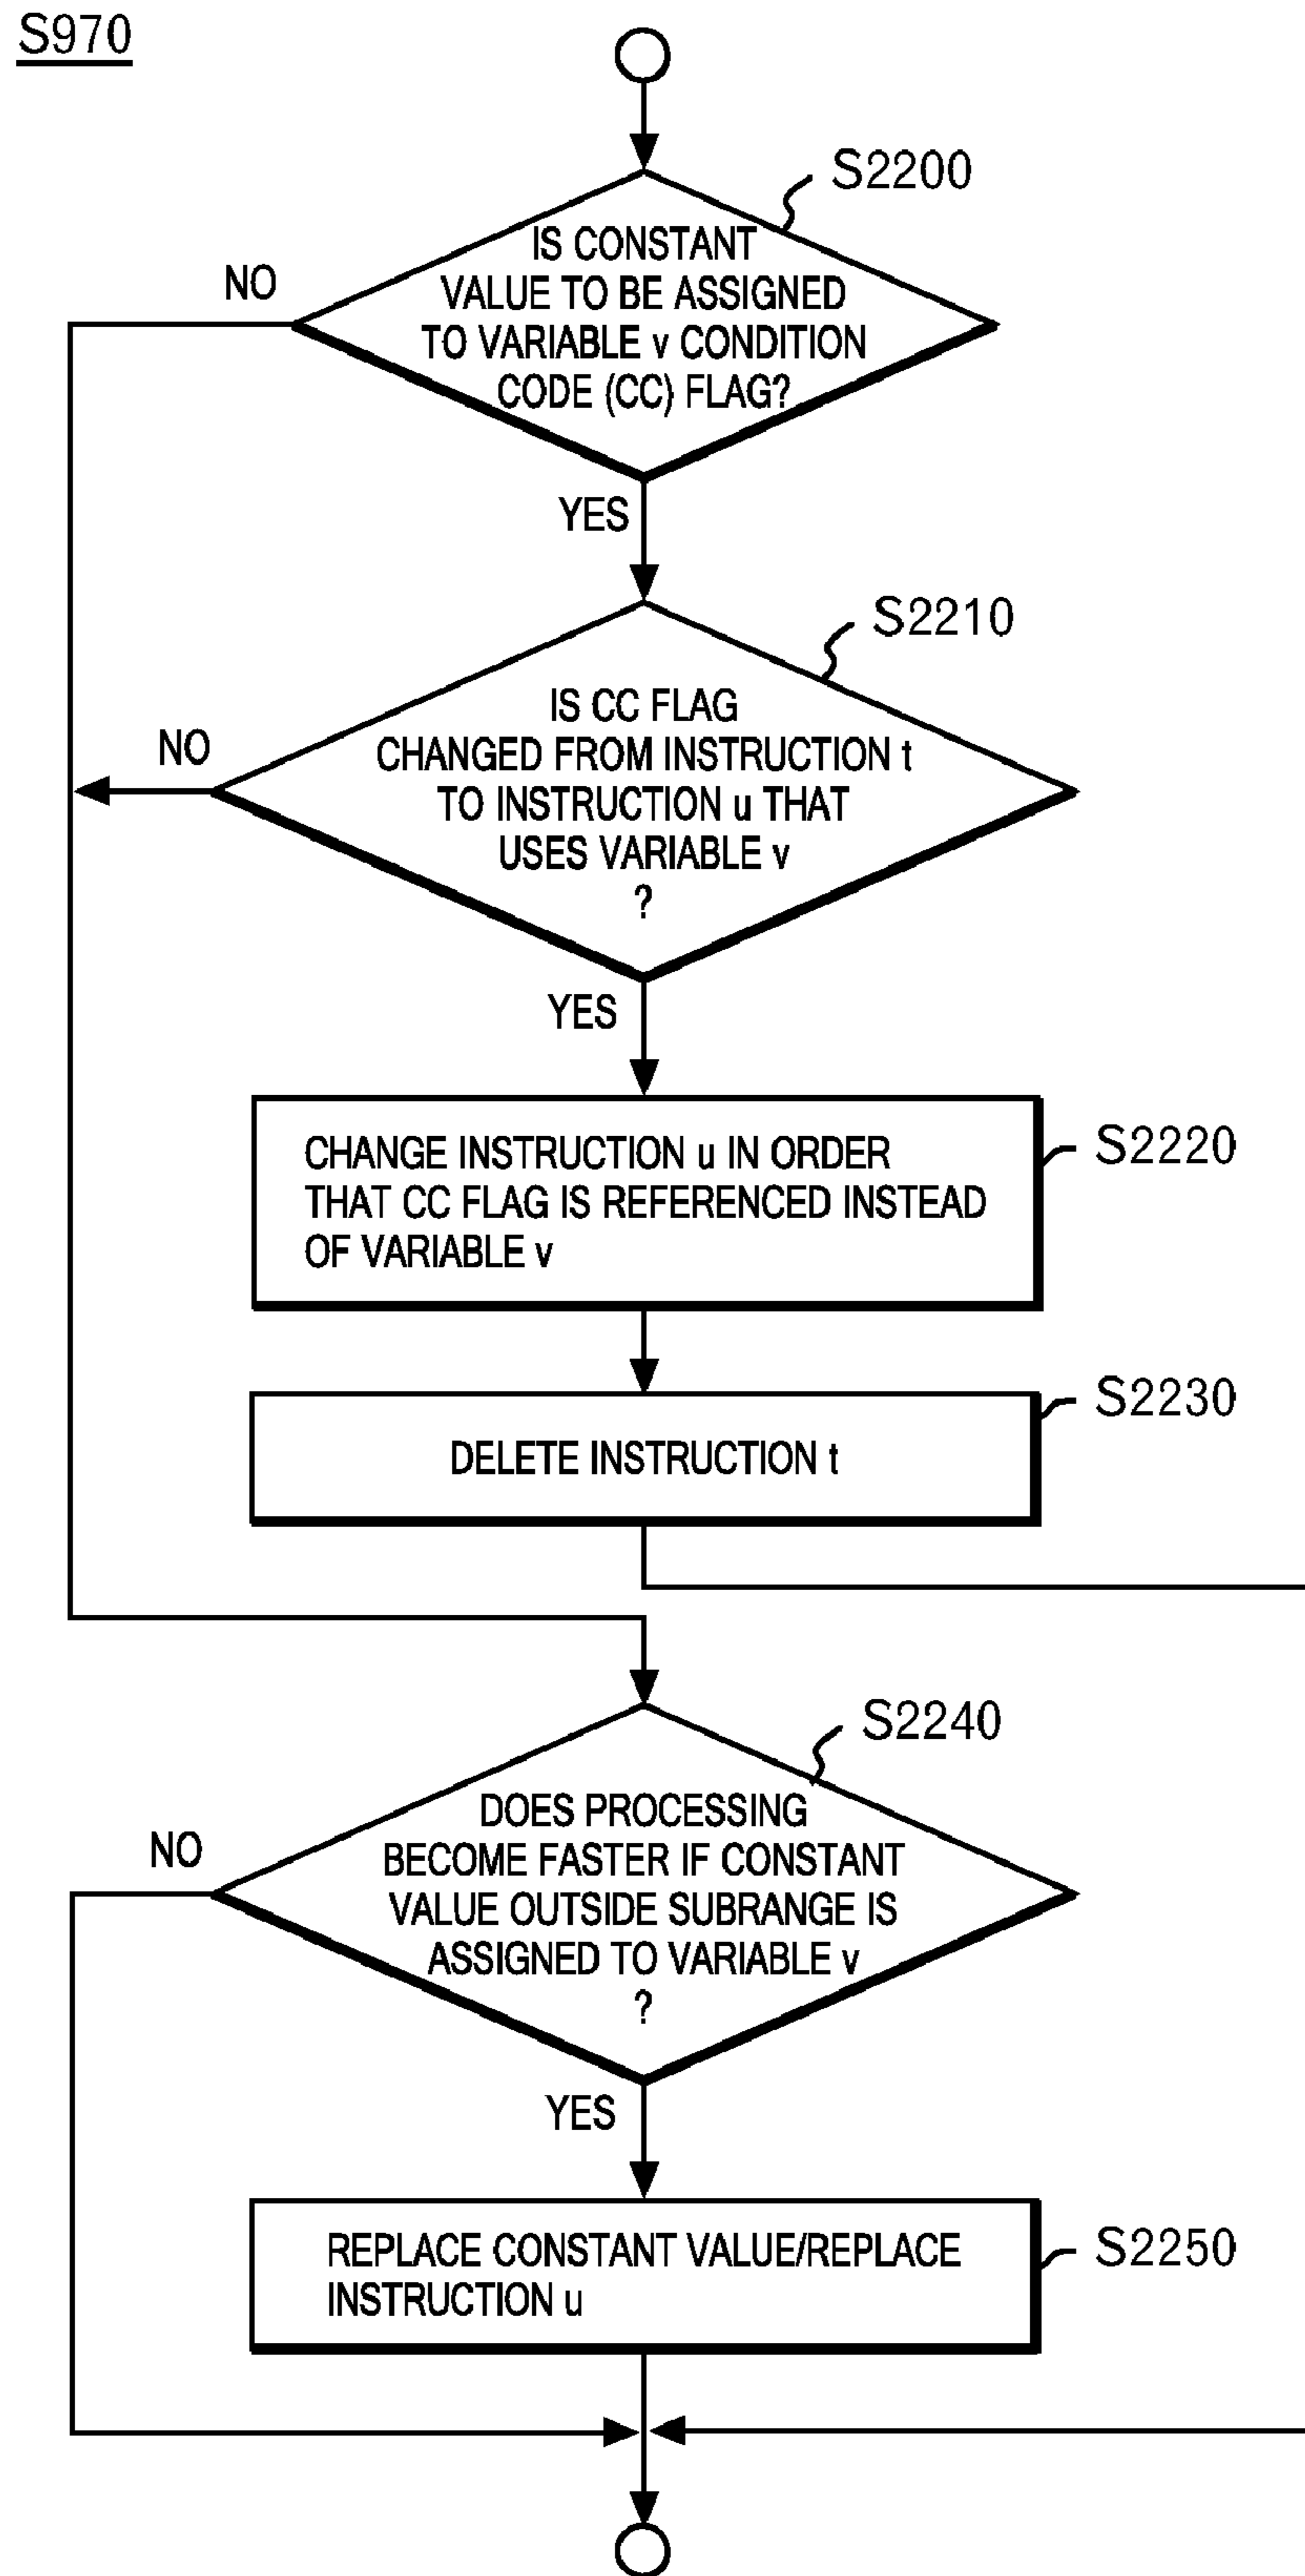 S970
S2200
IS CONSTANT
VALUE TO BE ASSIGNED
TO VARIABLE v CONDITION
CODE (CC) FLAG?
NO
YES
S2210
IS CC FLAG
CHANGED FROM INSTRUCTION t
TO INSTRUCTION u THAT
USES VARIABLE v
?
NO
YES
CHANGE INSTRUCTION u IN ORDER
THAT CC FLAG IS REFERENCED INSTEAD
OF VARIABLE v
S2220
DELETE INSTRUCTION t
S2230
S2240
DOES PROCESSING
BECOME FASTER IF CONSTANT
VALUE OUTSIDE SUBRANGE IS
ASSIGNED TO VARIABLE v
?
NO
YES
REPLACE CONSTANT VALUE/REPLACE
INSTRUCTION u
S2250